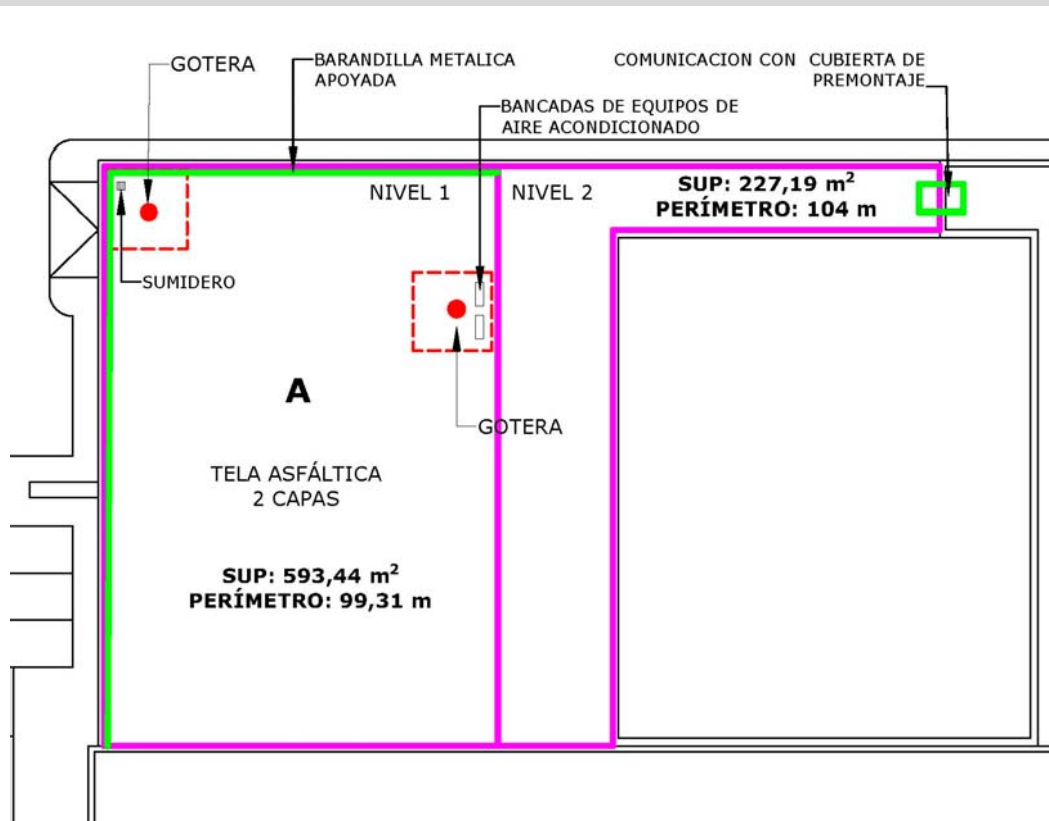 GOTERA
BARANDILLA METALICA
APOYADA
COMUNICACION CON CUBIERTA DE
PREMONTAJE
BANCADAS DE EQUIPOS DE
AIRE ACONDICIONADO
NIVEL 1
NIVEL 2
SUP: 227,19 m²
PERÍMETRO: 104 m
SUMIDERO
A
GOTERA
TELA ASFÁLTICA
2 CAPAS
SUP: 593,44 m²
PERÍMETRO: 99,31 m